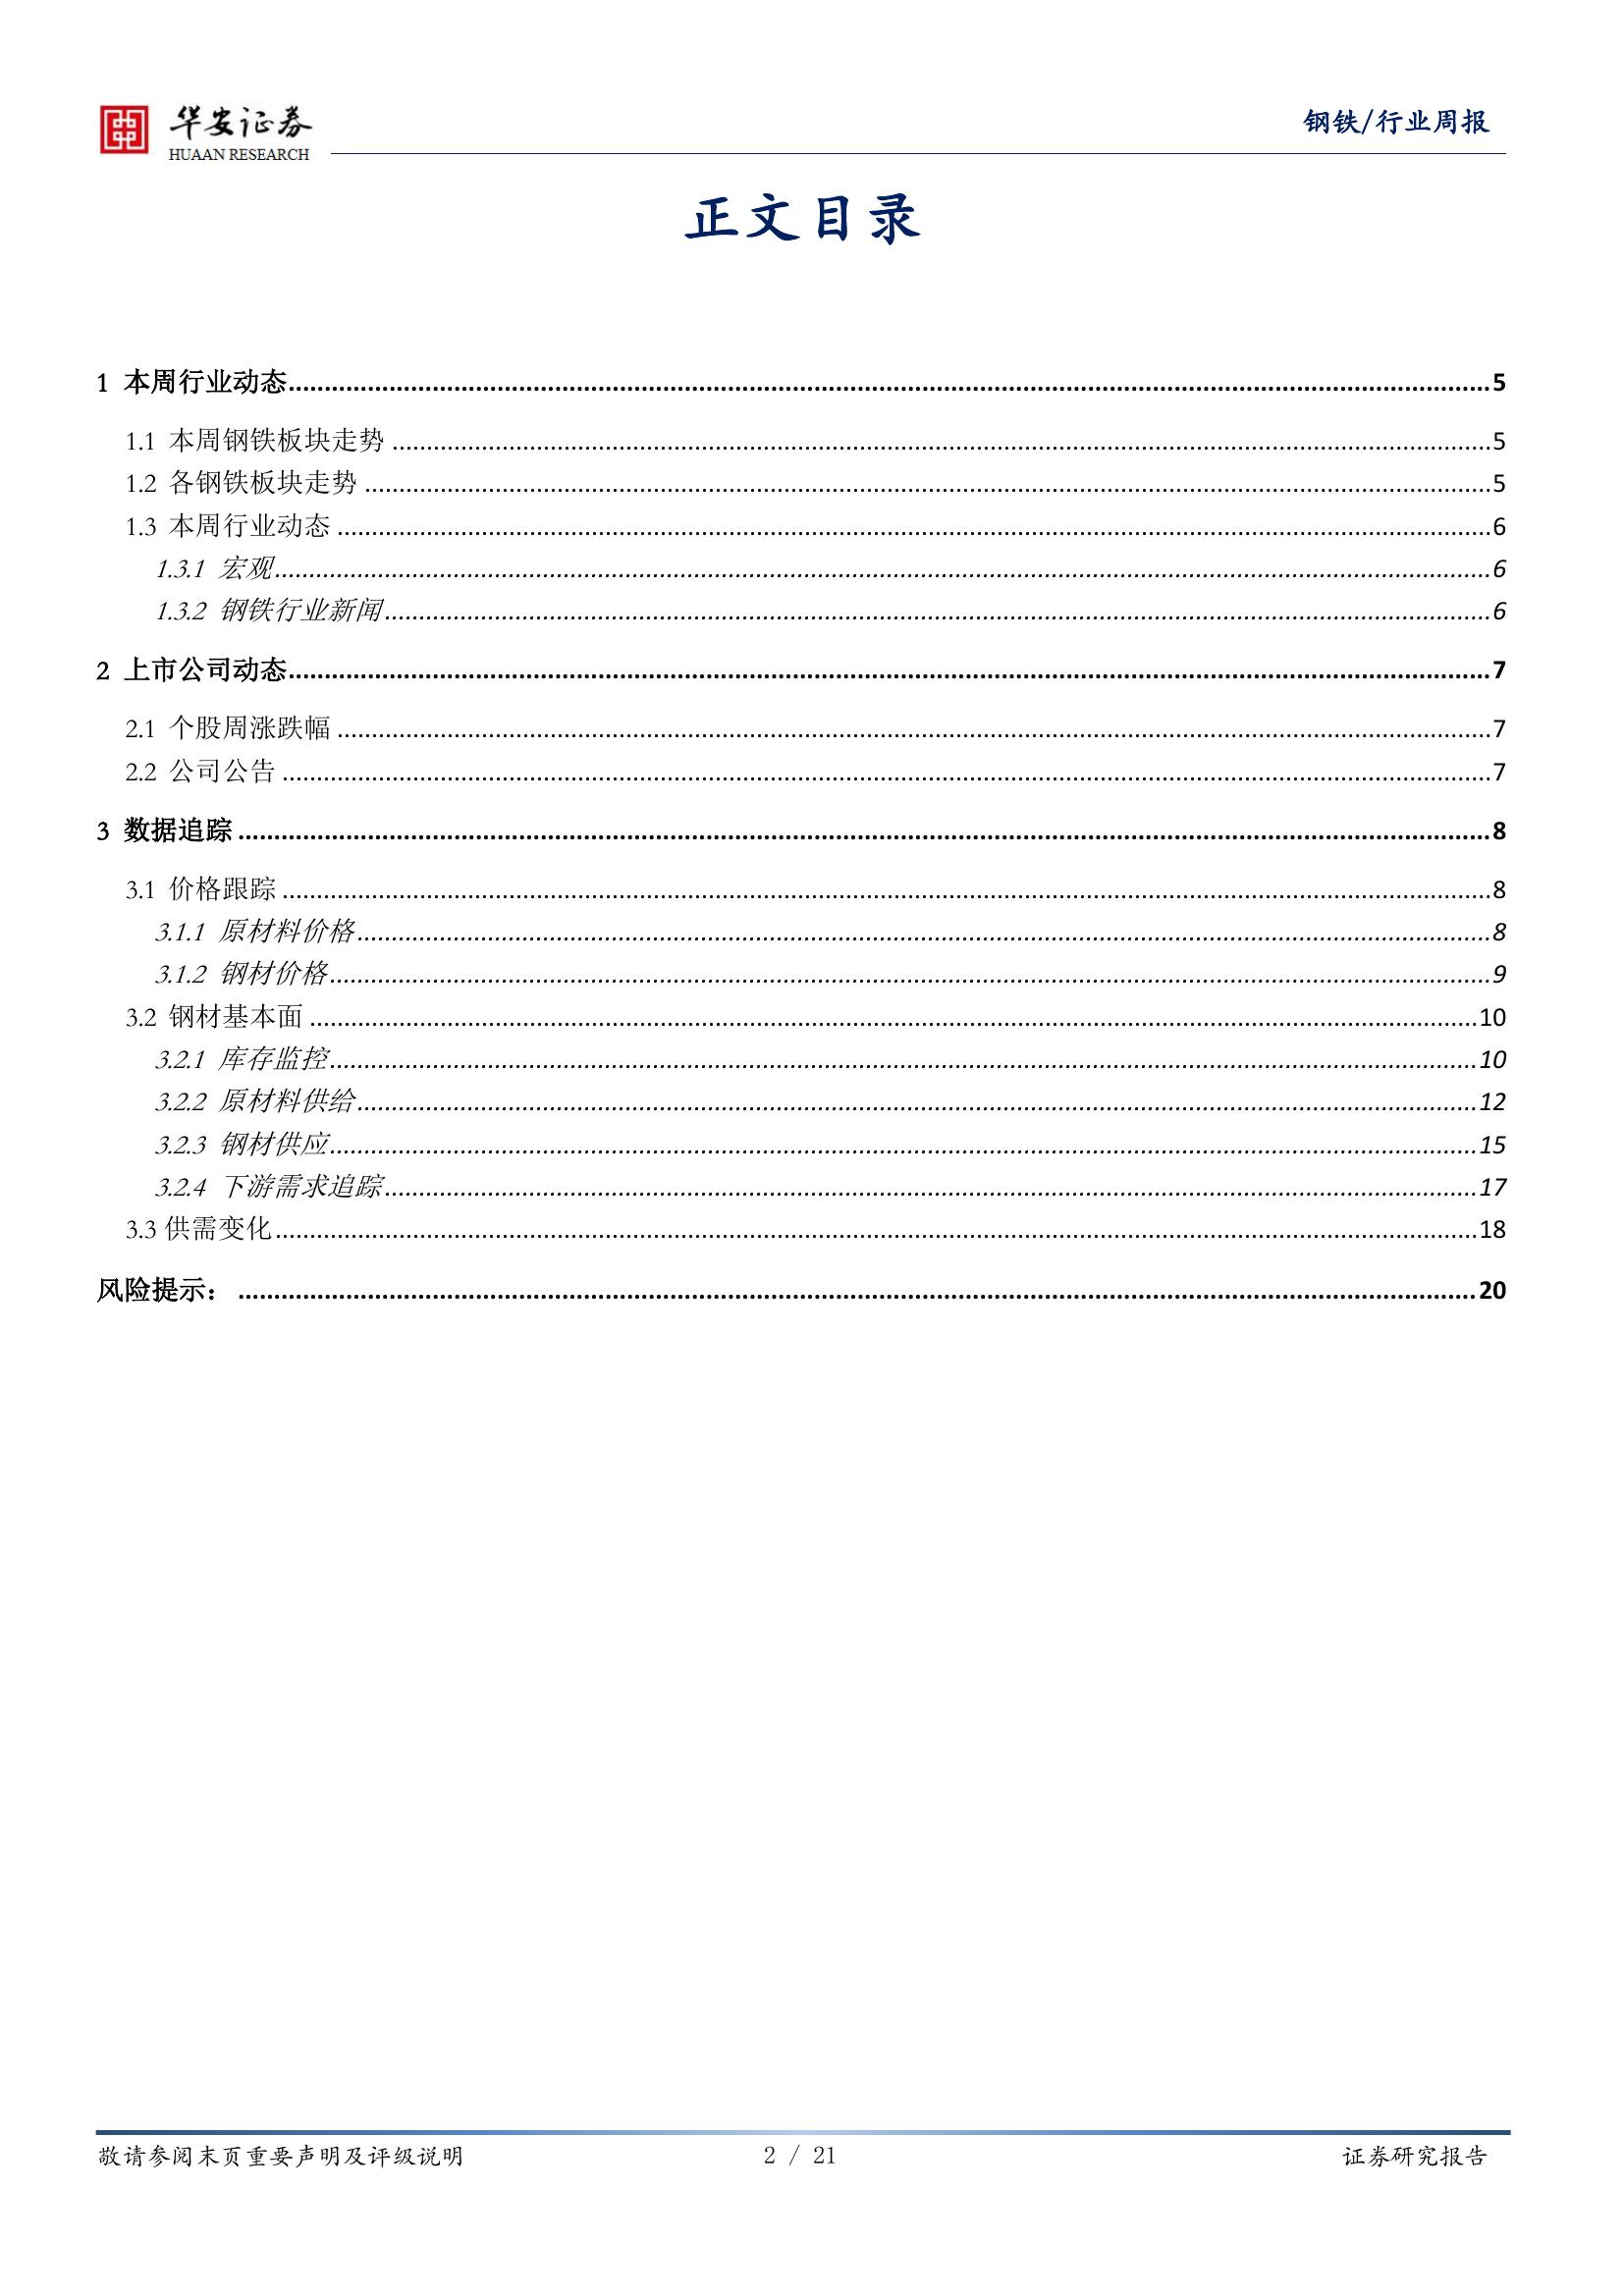 华安证券
HUAAN RESEARCH
钢铁/行业周报
正文目录
1 本周行业动态 5
1.1 本周钢铁板块走势 5
1.2 各钢铁板块走势 5
1.3 本周行业动态 6
1.3.1 宏观 6
1.3.2 钢铁行业新闻 6
2 上市公司动态 7
2.1 个股周涨跌幅 7
2.2 公司公告 7
3 数据追踪 8
3.1 价格跟踪 8
3.1.1 原材料价格 8
3.1.2 钢材价格 9
3.2 钢材基本面 10
3.2.1 库存监控 10
3.2.2 原材料供给 12
3.2.3 钢材供应 15
3.2.4 下游需求追踪 17
3.3供需变化 18
风险提示： 20
敬请参阅末页重要声明及评级说明 2 / 21 证券研究报告